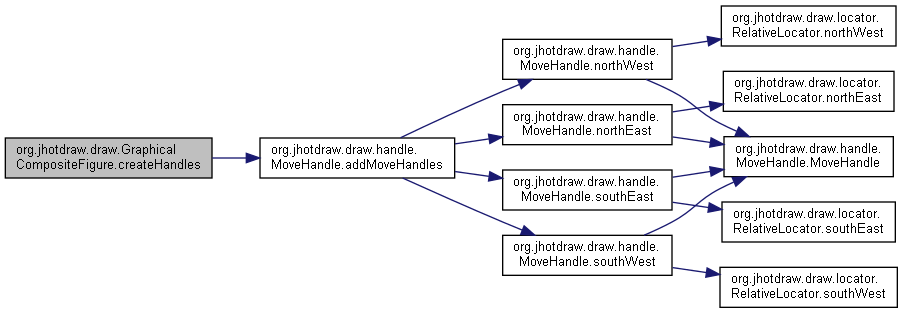 org.jhotdraw.draw.Graphical
CompositeFigure.createHandles
org.jhotdraw.draw.handle.
MoveHandle.addMoveHandles
org.jhotdraw.draw.handle.
MoveHandle.northWest
org.jhotdraw.draw.handle.
MoveHandle.northEast
org.jhotdraw.draw.handle.
MoveHandle.southEast
org.jhotdraw.draw.handle.
MoveHandle.southWest
org.jhotdraw.draw.locator.
RelativeLocator.northWest
org.jhotdraw.draw.locator.
RelativeLocator.northEast
org.jhotdraw.draw.handle.
MoveHandle.MoveHandle
org.jhotdraw.draw.locator.
RelativeLocator.southEast
org.jhotdraw.draw.locator.
RelativeLocator.southWest